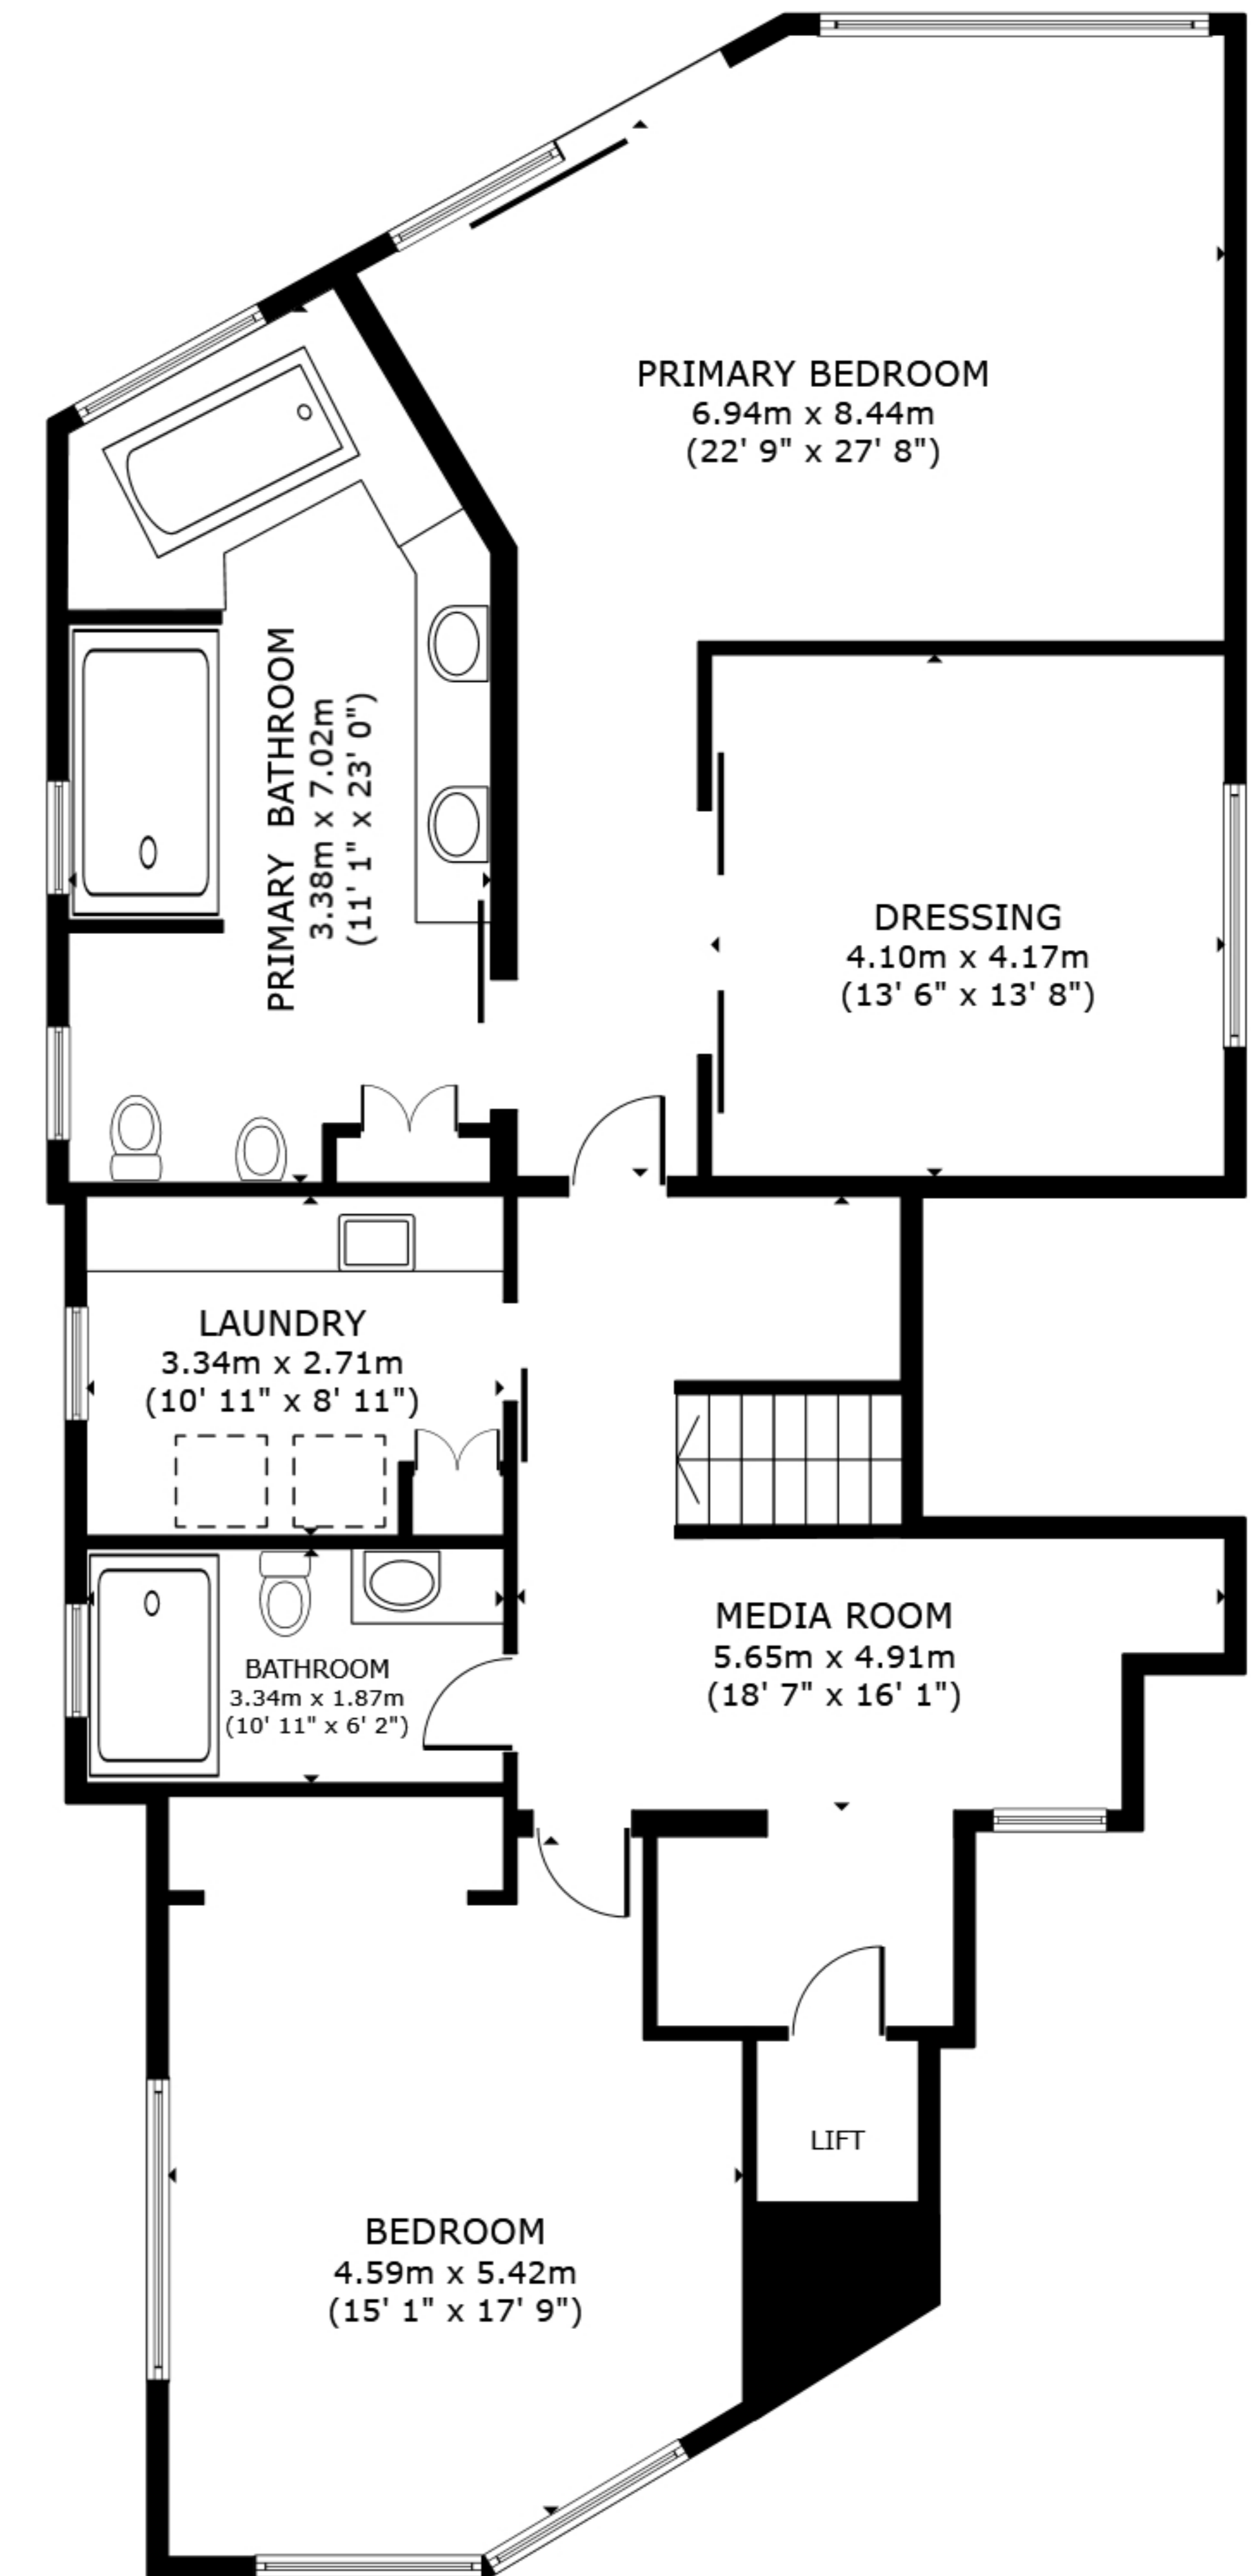 PRIMARY BEDROOM
6.94m x 8.44m
(22' 9" x 27' 8")
PRIMARY BATHROOM
3.38m x 7.02m
(11' 1" x 23' 0")
DRESSING
4.10m x 4.17m
(13' 6" x 13' 8")
LAUNDRY
3.34m x 2.71m
(10' 11" x 8' 11")
MEDIA ROOM
5.65m x 4.91m
(18' 7" x 16' 1")
BATHROOM
3.34m x 1.87m
(10' 11" x 6' 2")
LIFT
BEDROOM
4.59m x 5.42m
(15' 1" x 17' 9")